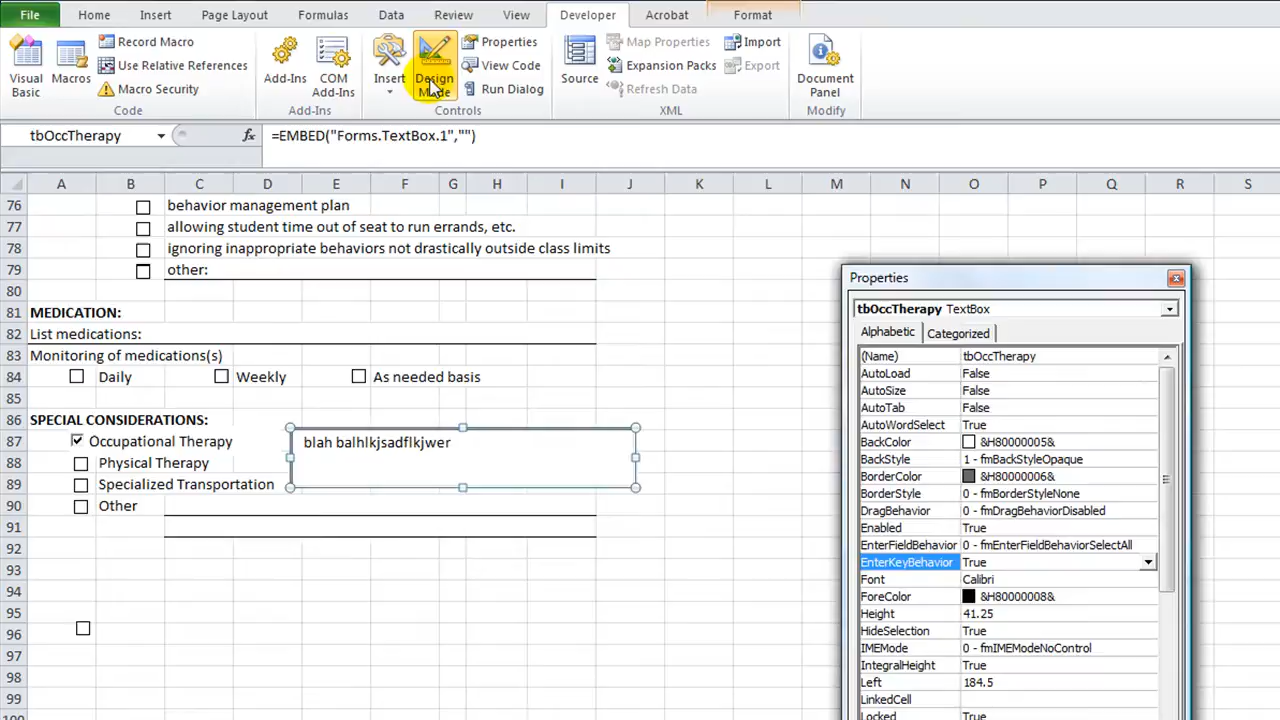 File Home Insert Page Layout Formulas Data Review View Developer Acrobat Format
Visual Basic
Macros
Record Macro
Use Relative References
Macro Security
Code
Add-Ins
COM Add-Ins
Add-Ins
Insert
Design Mode
Properties
View Code
Run Dialog
Controls
Source
Map Properties
Expansion Packs
Refresh Data
Import
Export
XML
Document Panel
Modify
tbOccTherapy fx =EMBED("Forms.TextBox.1","")
A B C D E F G H I J K L M N O P Q R S
76 behavior management plan
77 allowing student time out of seat to run errands, etc.
78 ignoring inappropriate behaviors not drastically outside class limits
79 other:
80
81 MEDICATION:
82 List medications:
83 Monitoring of medications(s)
84 Daily Weekly As needed basis
85
86 SPECIAL CONSIDERATIONS:
87 Occupational Therapy blah balhlkjsadflkjwer
88 Physical Therapy
89 Specialized Transportation
90 Other
91
92
93
94
95
96
97
98
99
100
Properties
tbOccTherapy TextBox
Alphabetic Categorized
(Name) tbOccTherapy
AutoLoad False
AutoSize False
AutoTab False
AutoWordSelect True
BackColor &H80000005&
BackStyle 1 - fmBackStyleOpaque
BorderColor &H80000006&
BorderStyle 0 - fmBorderStyleNone
DragBehavior 0 - fmDragBehaviorDisabled
Enabled True
EnterFieldBehavior 0 - fmEnterFieldBehaviorSelectAll
EnterKeyBehavior True
Font Calibri
ForeColor &H80000008&
Height 41.25
HideSelection True
IMEMode 0 - fmIMEModeNoControl
IntegralHeight True
Left 184.5
LinkedCell
Locked True